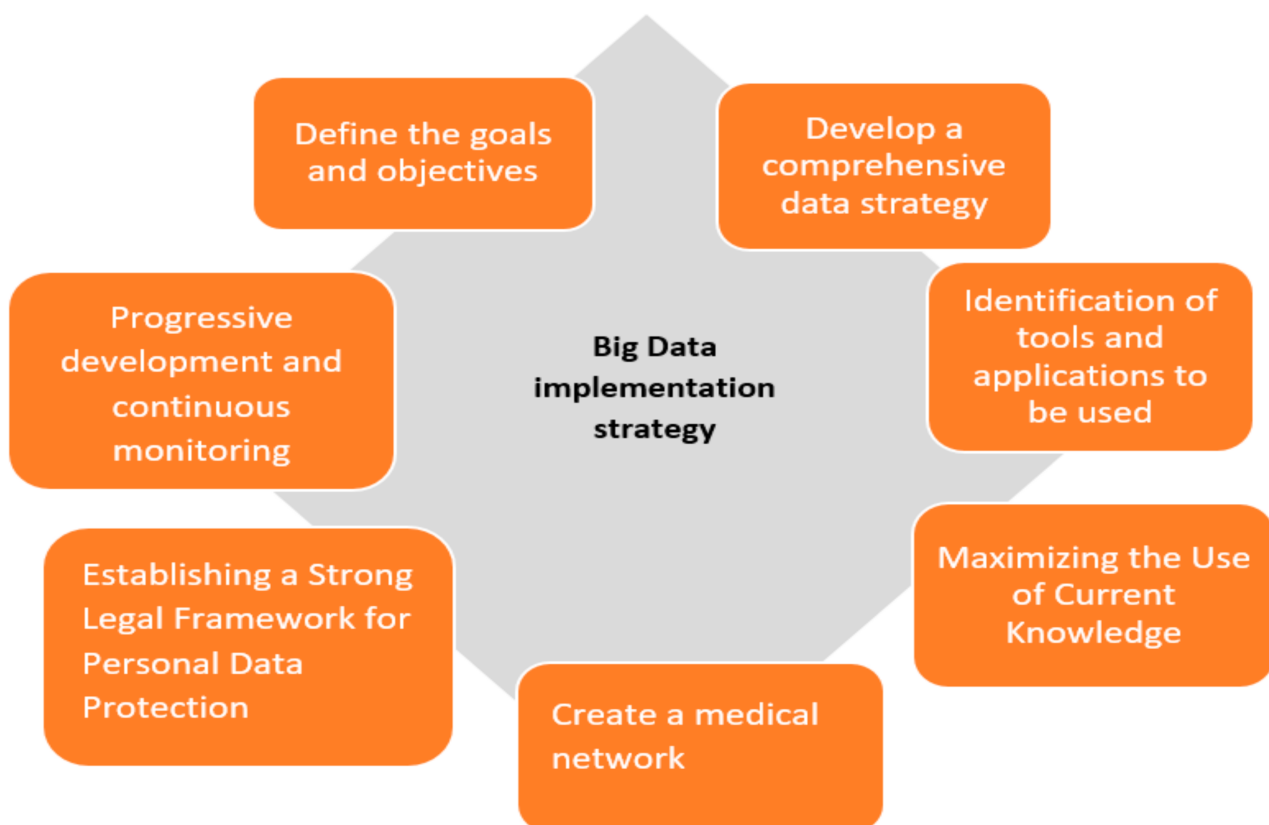 Define the goals
and objectives
Develop a
comprehensive
data strategy
Progressive
development and
continuous
monitoring
Big Data
implementation
strategy
Identification of
tools and
applications to
be used
Establishing a Strong
Legal Framework for
Personal Data
Protection
Maximizing the Use
of Current
Knowledge
Create a medical
network